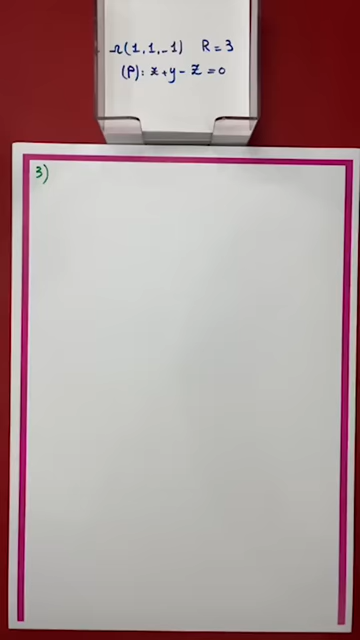 Ω(1,1,-1) R=3
(P): x+y-z=0
3)